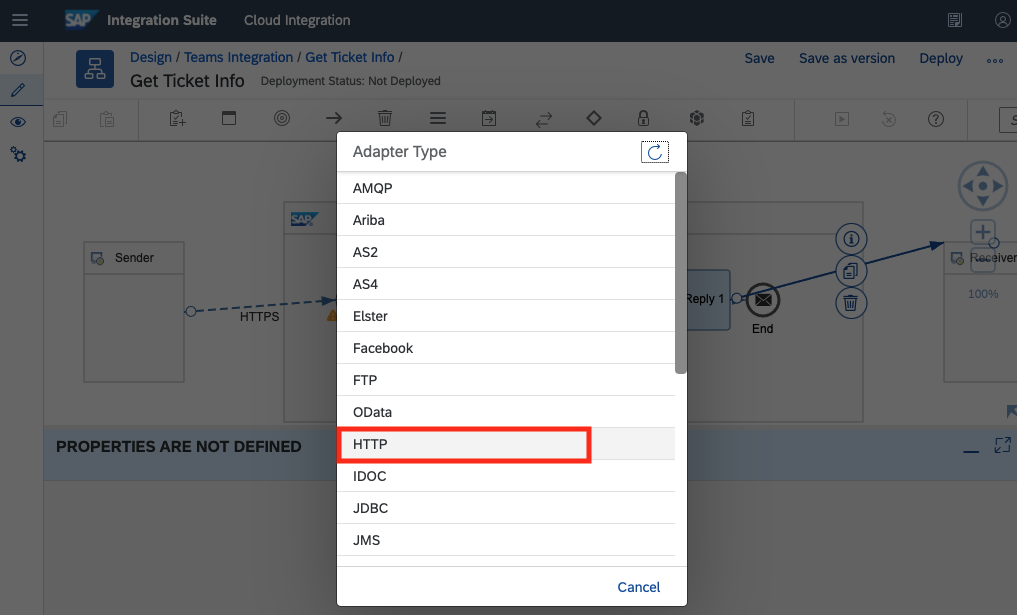 SAP Integration Suite Cloud Integration
Design / Teams Integration / Get Ticket Info /
Get Ticket Info Deployment Status: Not Deployed
Save Save as version Deploy
Adapter Type
AMQP
Ariba
AS2
AS4
Elster
Facebook
FTP
OData
HTTP
IDOC
JDBC
JMS
Cancel
SAP
Sender
HTTPS
Reply 1
End
Receiver
100%
PROPERTIES ARE NOT DEFINED